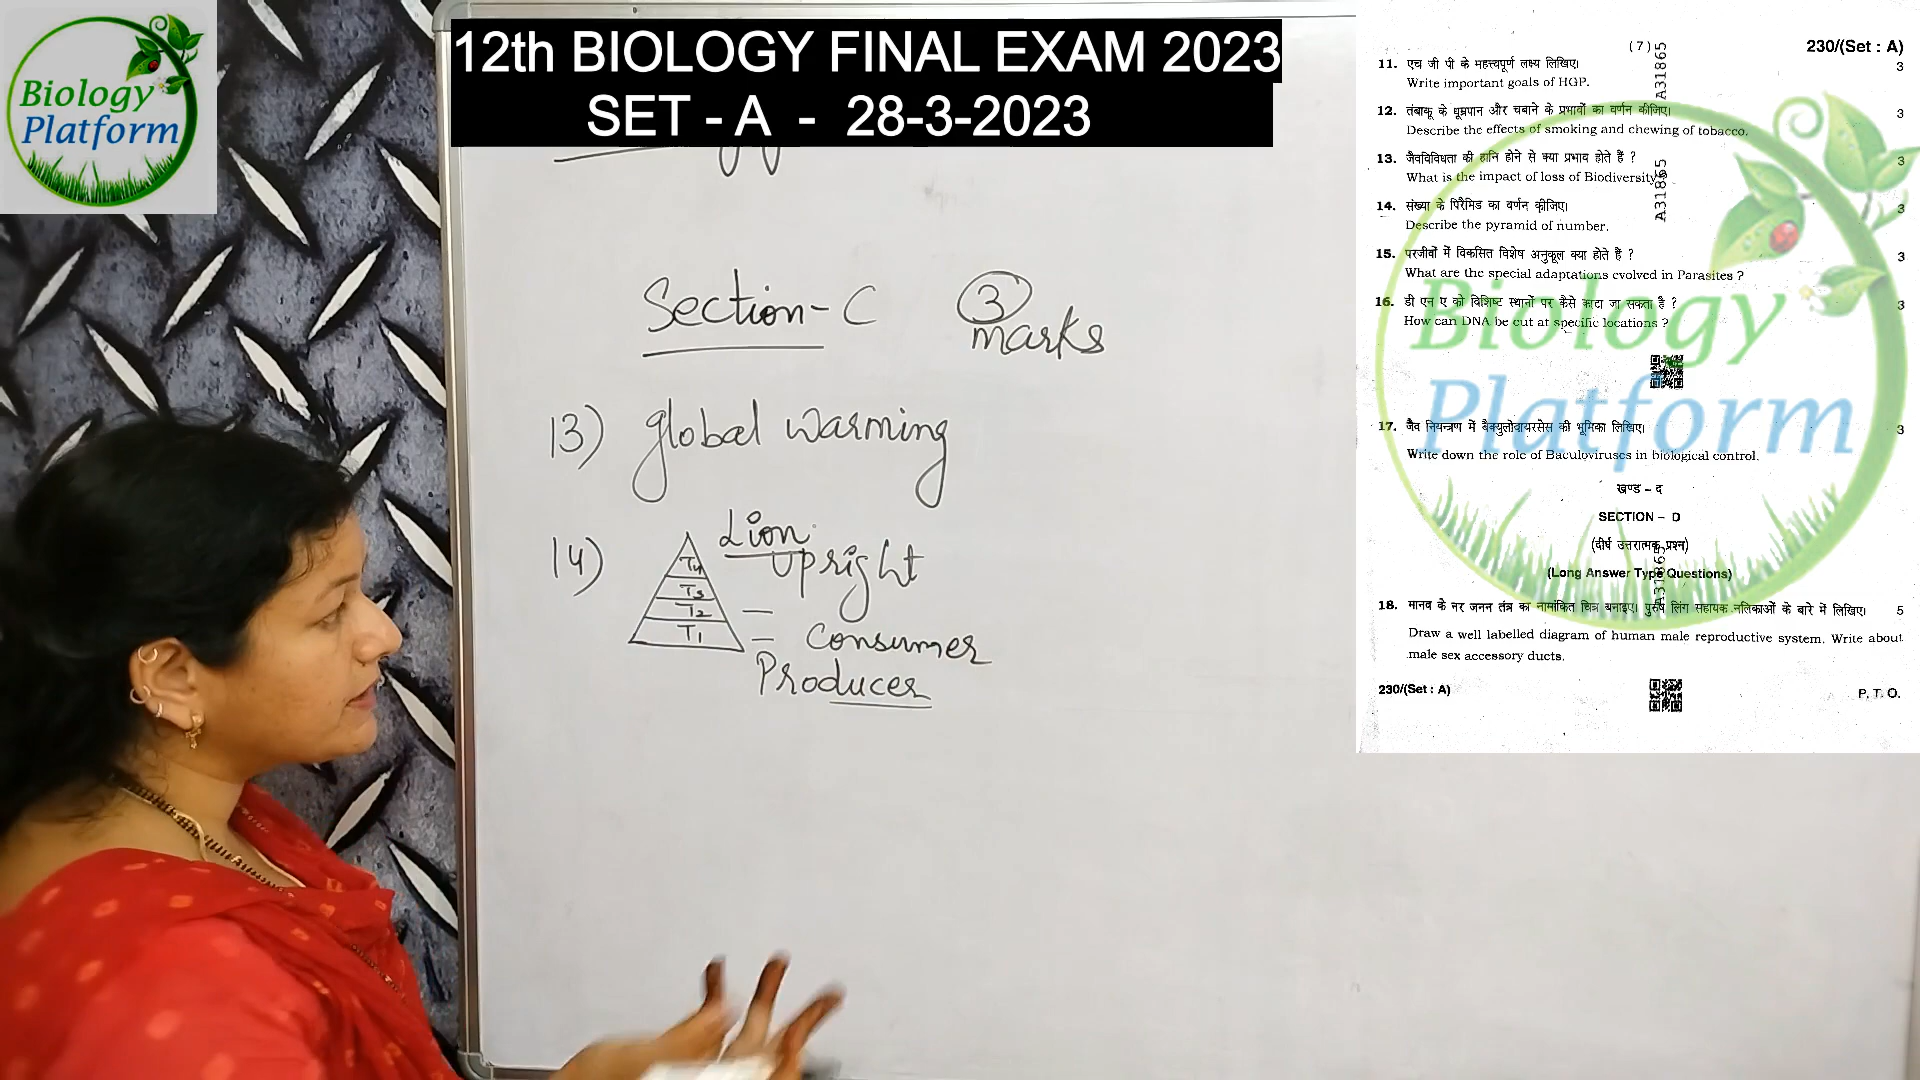 Biology
Platform
12th BIOLOGY FINAL EXAM 2023
SET - A - 28-3-2023
Section-C 3 marks
13) global warming
14) Lion
upright
T4
T3
T2 -
T1 - Consumer
Producer
(7) 230/(Set : A)
A31865
11. एच जी पी के महत्त्वपूर्ण लक्ष्य लिखिए। 3
Write important goals of HGP.
12. तंबाकू के धूम्रपान और चबाने के प्रभावों का वर्णन कीजिए। 3
Describe the effects of smoking and chewing of tobacco.
13. जैवविविधता की हानि होने से क्या प्रभाव होते हैं ? 3
What is the impact of loss of Biodiversity ?
A31865
14. संख्या के पिरैमिड का वर्णन कीजिए। 3
Describe the pyramid of number.
15. परजीवों में विकसित विशेष अनुकूल क्या होते हैं ? 3
What are the special adaptations evolved in Parasites ?
16. डी एन ए को विशिष्ट स्थानों पर कैसे काटा जा सकता है ? 3
How can DNA be cut at specific locations ?
Biology
Platform
17. जैव नियन्त्रण में बैक्युलोवायरसेस की भूमिका लिखिए। 3
Write down the role of Baculoviruses in biological control.
खण्ड – द
SECTION – D
(दीर्घ उत्तरात्मक प्रश्न)
(Long Answer Type Questions)
A31865
18. मानव के नर जनन तंत्र का नामांकित चित्र बनाइए। पुरुष लिंग सहायक नलिकाओं के बारे में लिखिए। 5
Draw a well labelled diagram of human male reproductive system. Write about
male sex accessory ducts.
230/(Set : A) P. T. O.